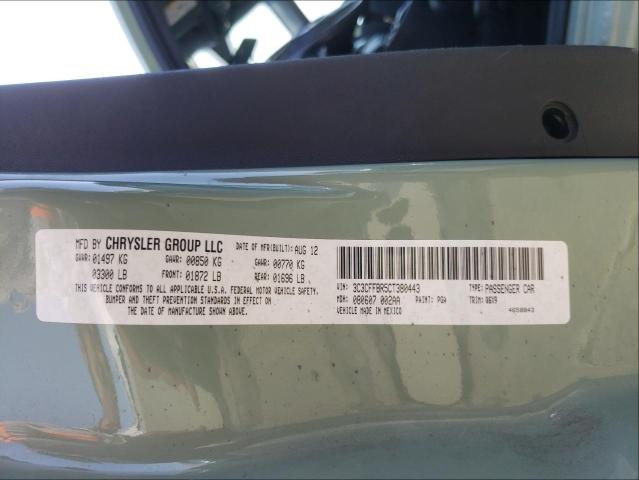 MFD BY CHRYSLER GROUP LLC DATE OF MFR(BUILT): AUG 12
GVWR: 01497 KG GAWR: 00850 KG GAWR: 00770 KG
03300 LB FRONT: 01872 LB REAR: 01696 LB
THIS VEHICLE CONFORMS TO ALL APPLICABLE U.S.A. FEDERAL MOTOR VEHICLE SAFETY,
BUMPER AND THEFT PREVENTION STANDARDS IN EFFECT ON
THE DATE OF MANUFACTURE SHOWN ABOVE.
VIN: 3C3CFFBR5CT380443 TYPE: PASSENGER CAR
MDH: 080607 002AA PAINT: PGA TRIM: H6X9
VEHICLE MADE IN MEXICO 4658043